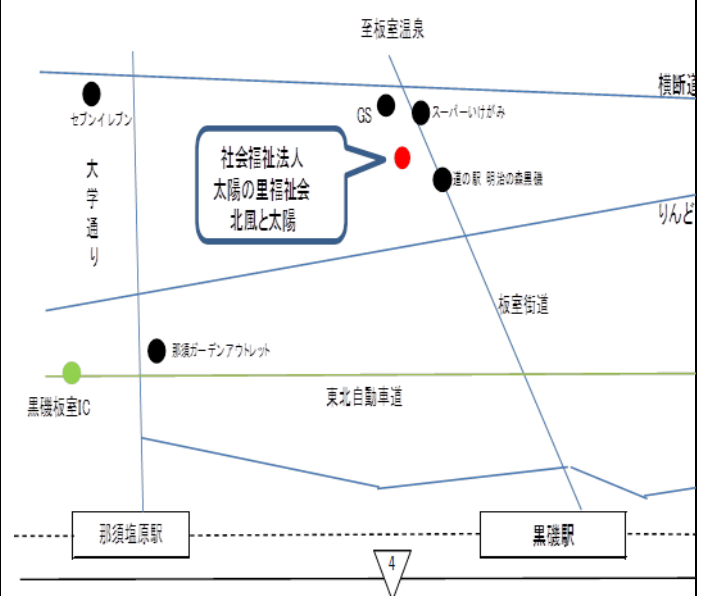 至板室温泉
横断道
セブンイレブン
GS
スーパーいけがみ
社会福祉法人
太陽の里福祉会
北風と太陽
道の駅 明治の森黒磯
大学通り
りんど
板室街道
那須ガーデンアウトレット
黒磯板室IC
東北自動車道
那須塩原駅
黒磯駅
4